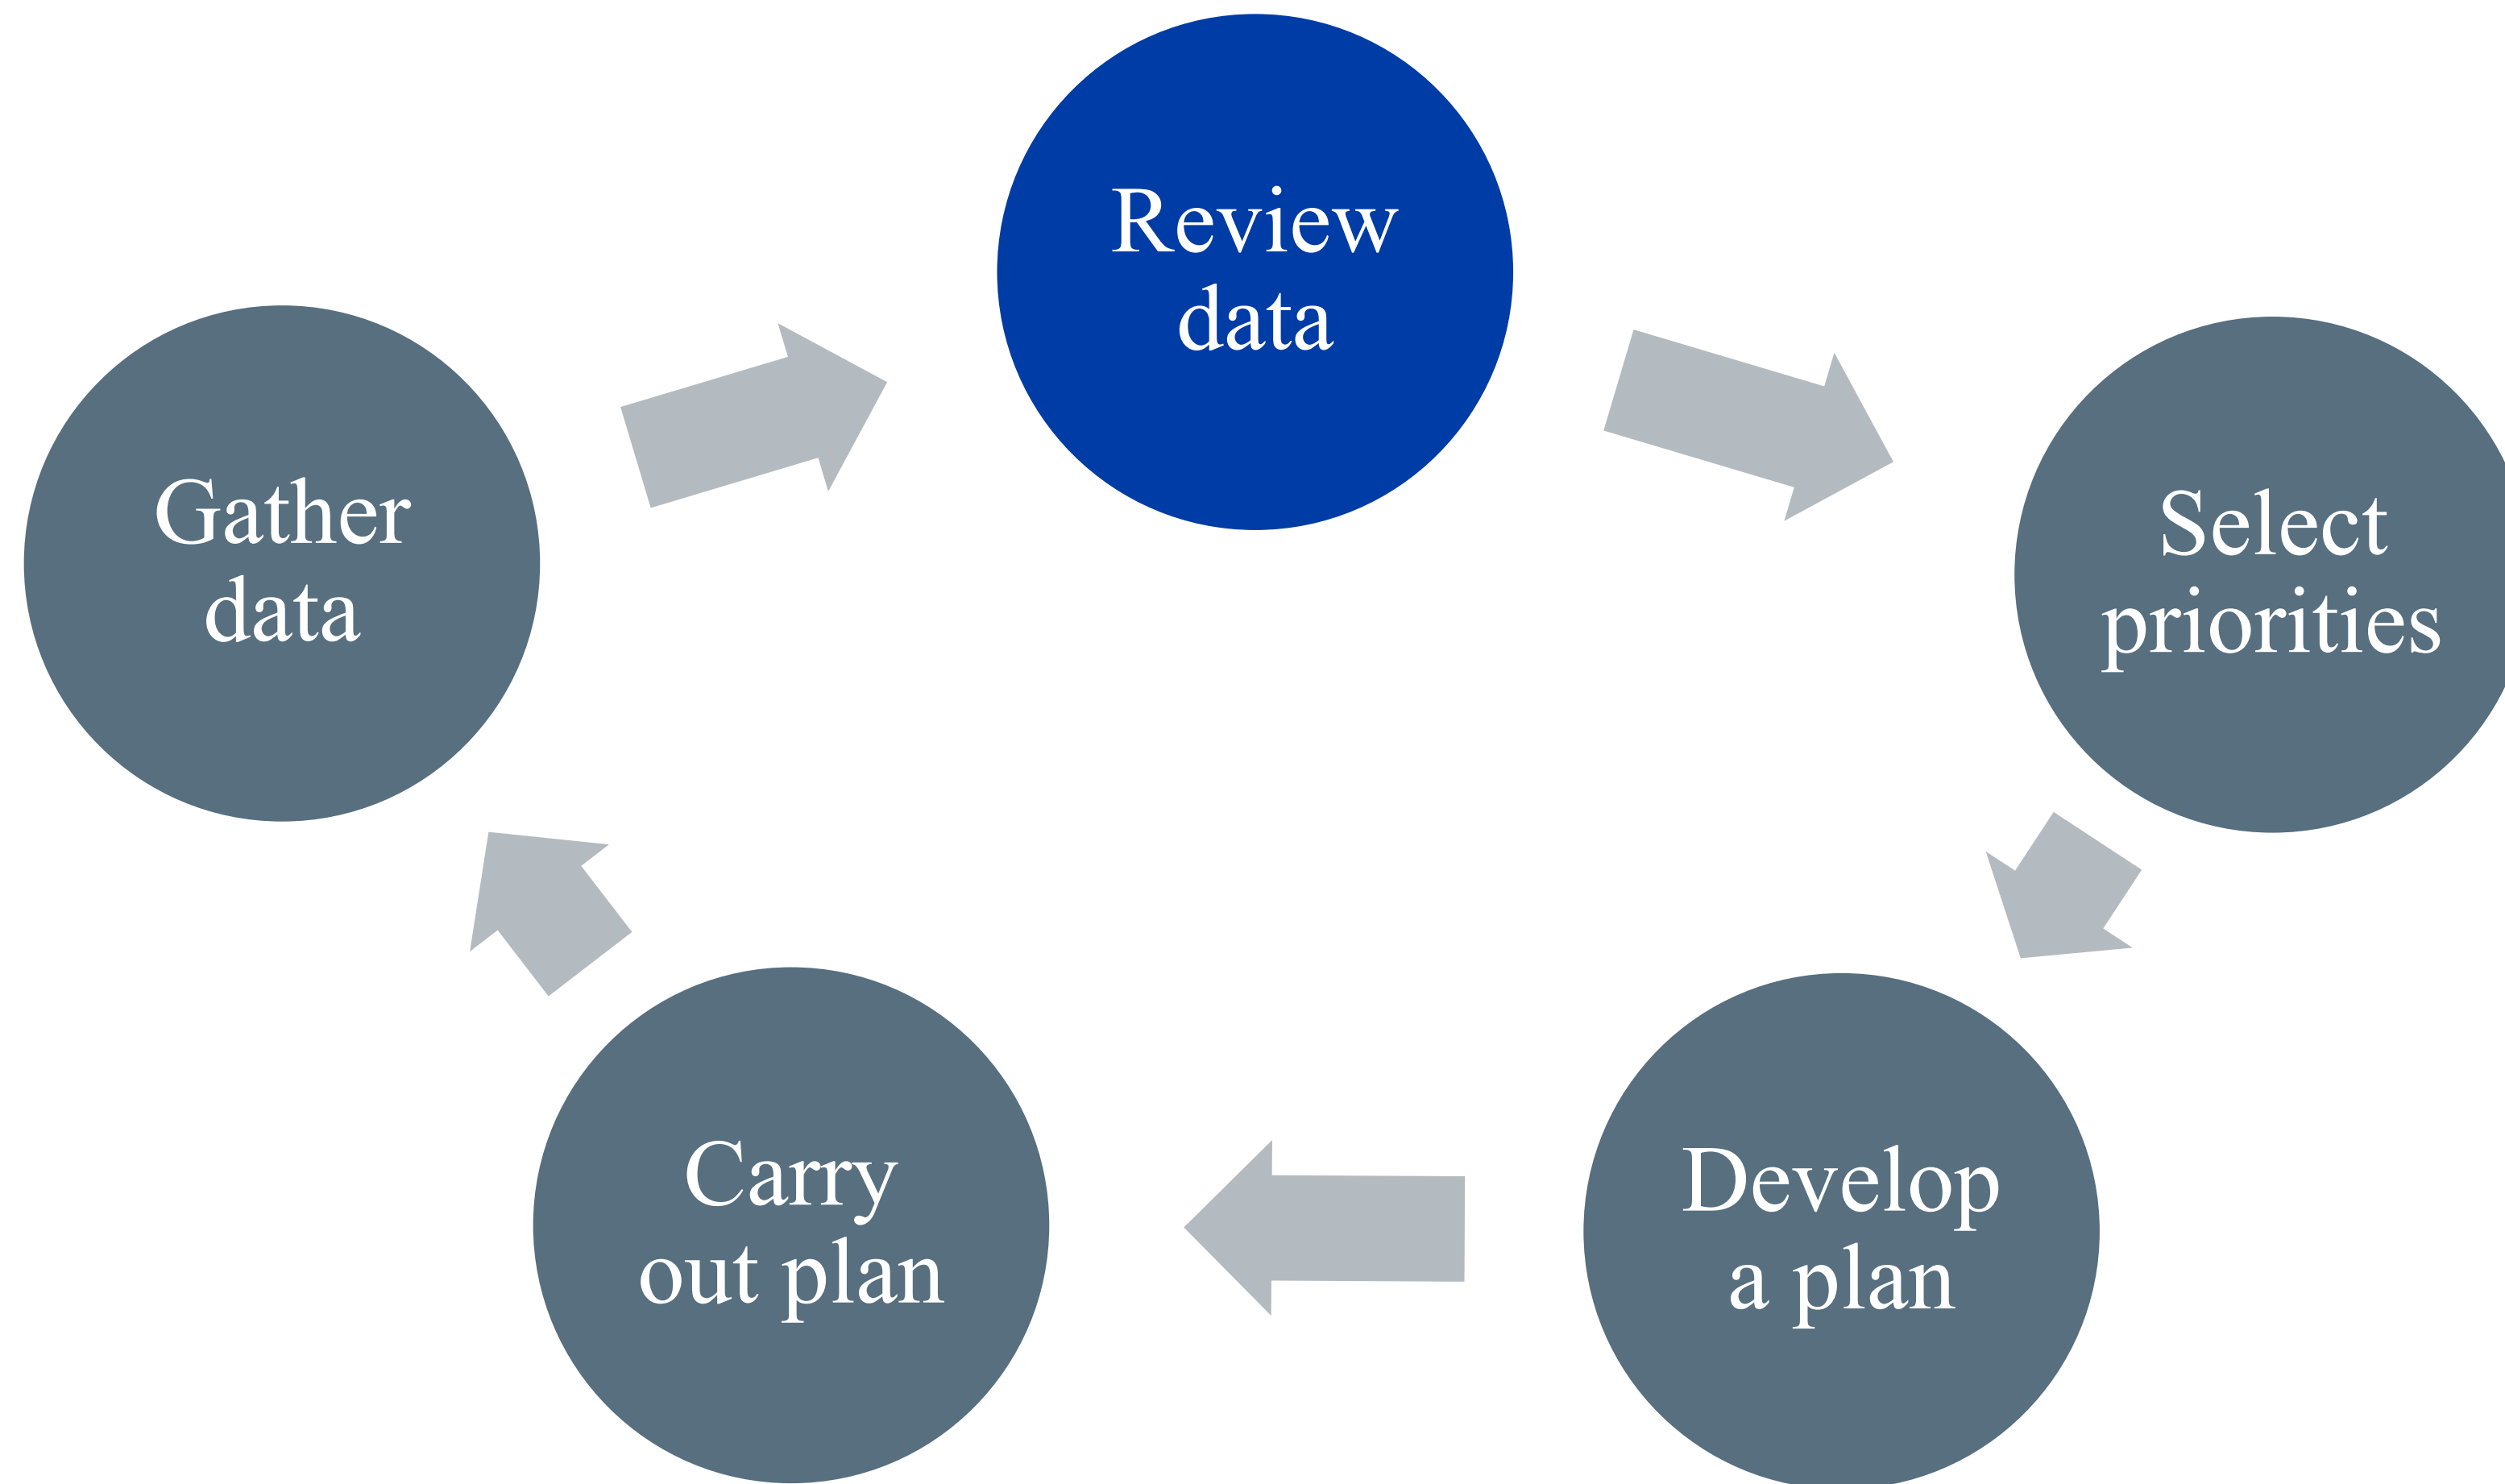 Review
data
Gather
data
Select
priorities
Carry
out plan
Develop
a plan